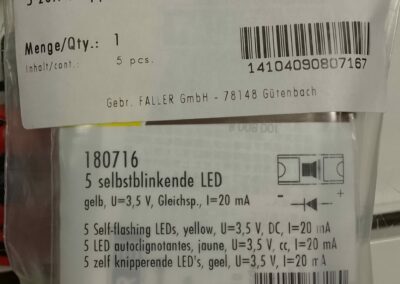 Menge/Qty.: 1
Inhalt/cont.: 5 pcs.
14104090807167
Gebr. FALLER GmbH - 78148 Gütenbach
180716
5 selbstblinkende LED
gelb, U=3,5 V, Gleichsp., I=20 mA
- +
5 Self-flashing LEDs, yellow, U=3,5 V, DC, I=20 mA
5 LED autoclignotantes, jaune, U=3,5 V, cc, I=20 mA
5 zelf knipperende LED's, geel, U=3,5 V, I=20 mA